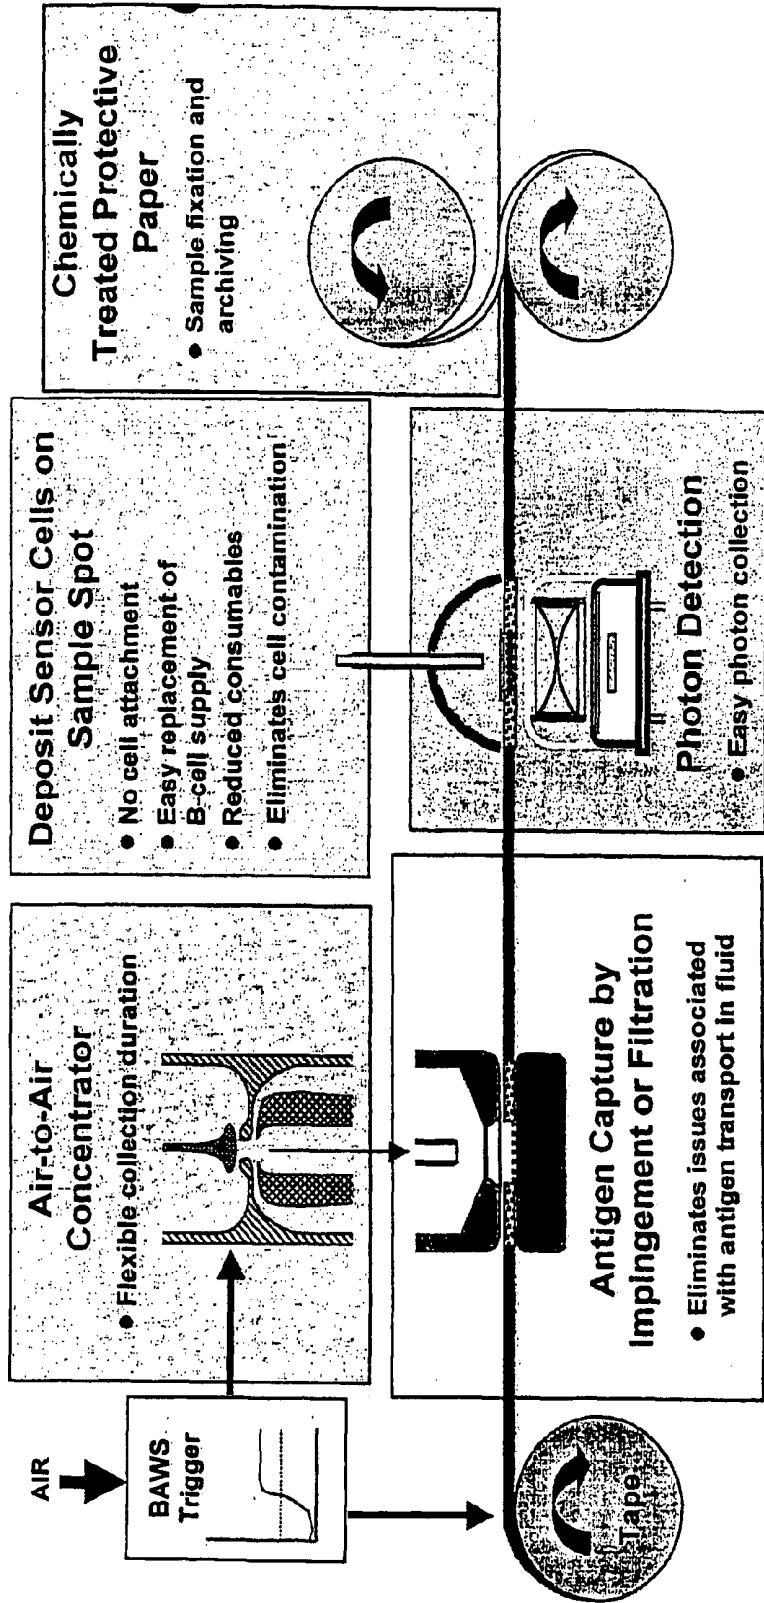 AIR
BAWS
Trigger
Air-to-Air
Concentrator
● Flexible collection duration
Deposit Sensor Cells on
Sample Spot
● No cell attachment
● Easy replacement of
B-cell supply
● Reduced consumables
● Eliminates cell contamination
Chemically
Treated Protective
Paper
● Sample fixation and
archiving
Tape
Antigen Capture by
Impingement or Filtration
● Eliminates issues associated
with antigen transport in fluid
Photon Detection
● Easy photon collection